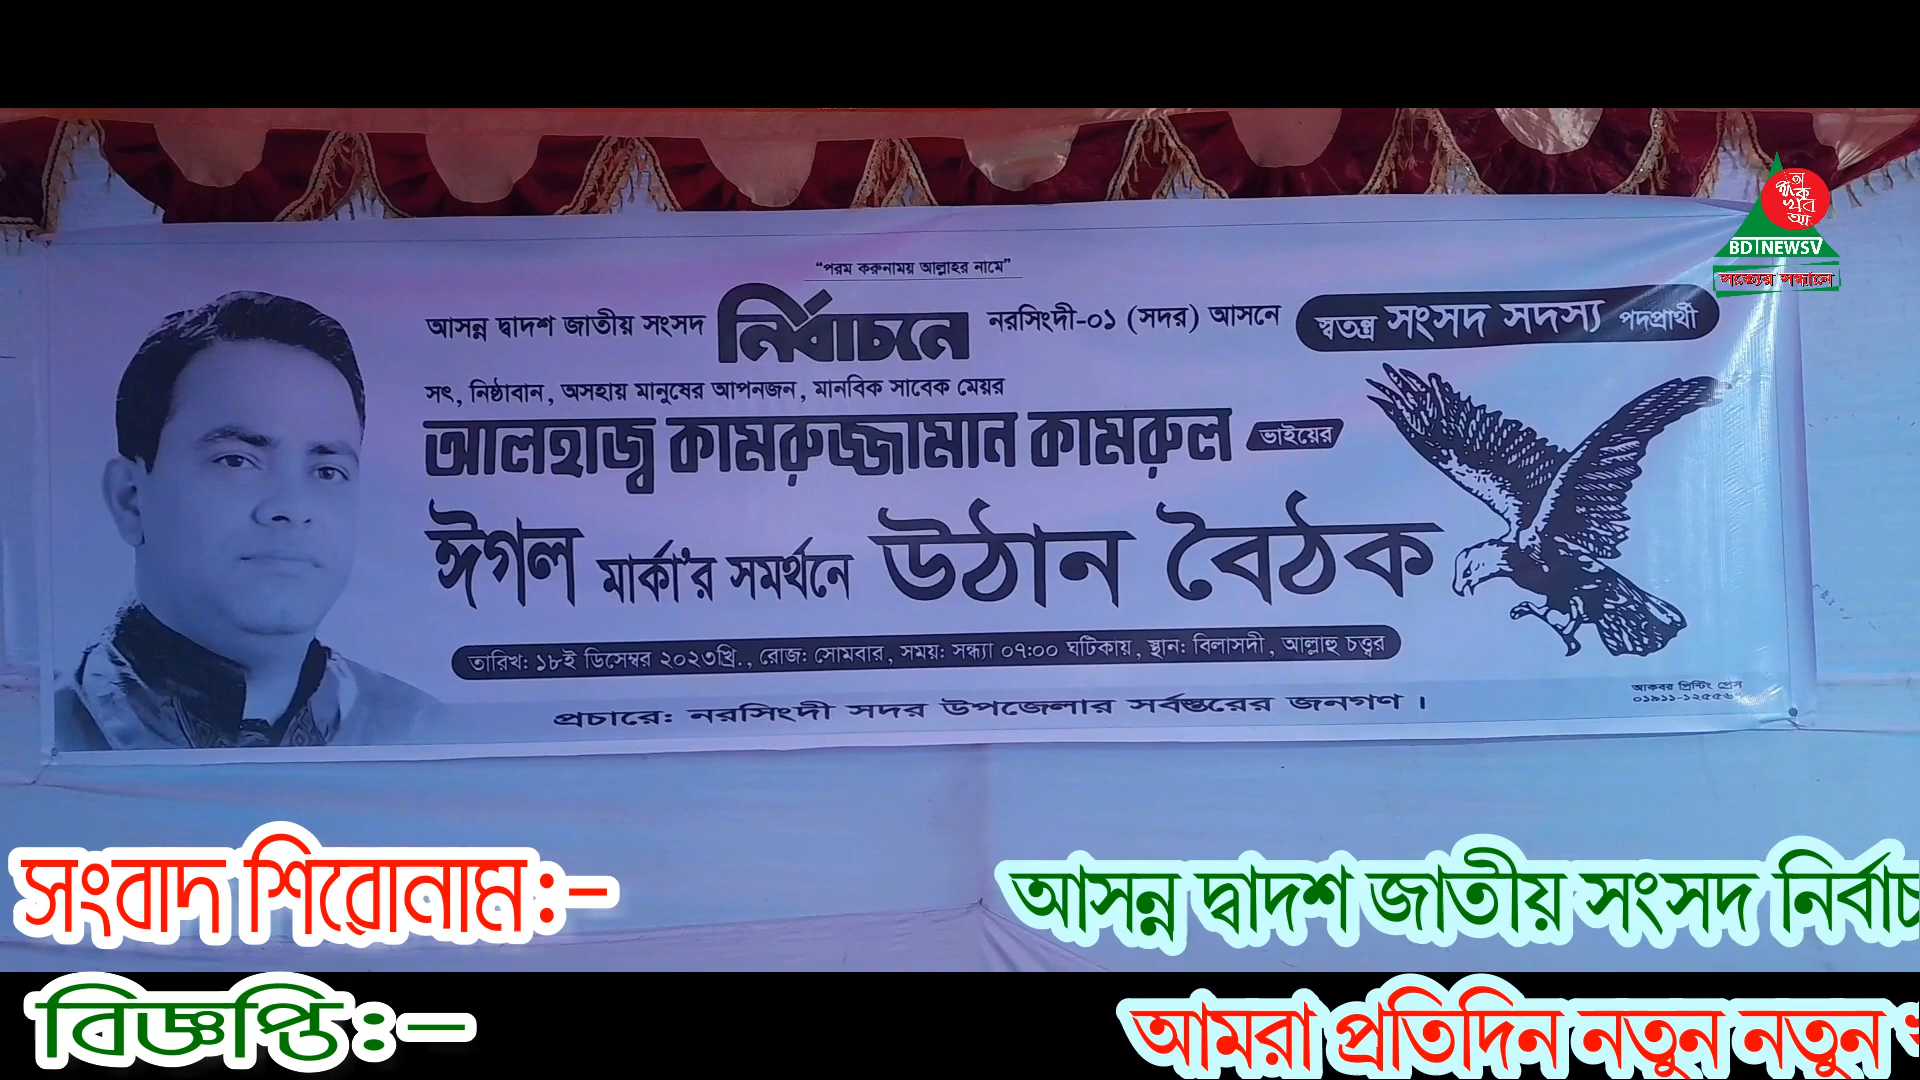 “পরম করুনাময় আল্লাহর নামে”
আসন্ন দ্বাদশ জাতীয় সংসদ নির্বাচনে নরসিংদী-০১ (সদর) আসনে স্বতন্ত্র সংসদ সদস্য পদপ্রার্থী
সৎ, নিষ্ঠাবান, অসহায় মানুষের আপনজন, মানবিক সাবেক মেয়র
আলহাজ্ব কামরুজ্জামান কামরুল ভাইয়ের
ঈগল মার্কা'র সমর্থনে উঠান বৈঠক
তারিখ: ১৮ই ডিসেম্বর ২০২৩খ্রি., রোজ: সোমবার, সময়: সন্ধ্যা ০৭:০০ ঘটিকায়, স্থান: বিলাসদী, আল্লাহু চত্ত্বর
প্রচারে: নরসিংদী সদর উপজেলার সর্বস্তরের জনগণ ।
আকবর প্রিন্টিং প্রেস
BD NEWSV
সত্যের সন্ধানে
সংবাদ শিরোনাম:- আসন্ন দ্বাদশ জাতীয় সংসদ নির্বাচ
বিজ্ঞপ্তি:- আমরা প্রতিদিন নতুন নতুন